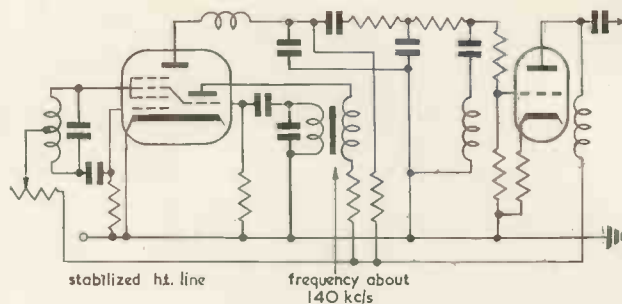 stabilized h.t. line
frequency about
140 kc/s